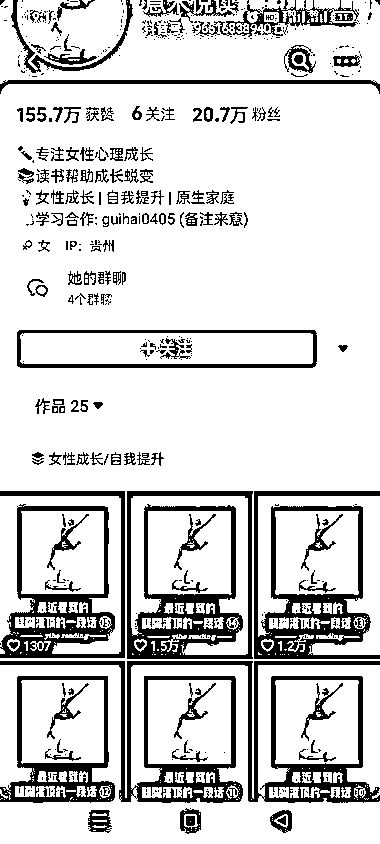 155.7万 获赞 6 关注 20.7万 粉丝
专注女性心理成长
读书帮助成长蜕变
女性成长 | 自我提升 | 原生家庭
学习合作: guihai0405 (备注来意)
女 IP: 贵州
她的群聊
4个群聊
关注
作品 25
女性成长/自我提升
最近看到的
醍醐灌顶的一段话 ⑮
yihe reading
1307
最近看到的
醍醐灌顶的一段话 ⑭
yihe reading
1.5万
最近看到的
醍醐灌顶的一段话 ⑬
yihe reading
1.2万
最近看到的
醍醐灌顶的一段话 ⑫
最近看到的
醍醐灌顶的一段话 ⑪
最近看到的
醍醐灌顶的一段话 ⑩